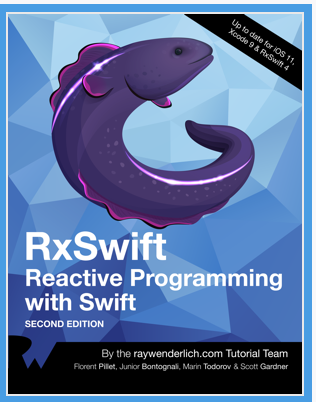 Up to date for iOS 11,
Xcode 9 & RxSwift 4
RxSwift
Reactive Programming
with Swift
SECOND EDITION
By the raywenderlich.com Tutorial Team
Florent Pillet, Junior Bontognali, Marin Todorov & Scott Gardner